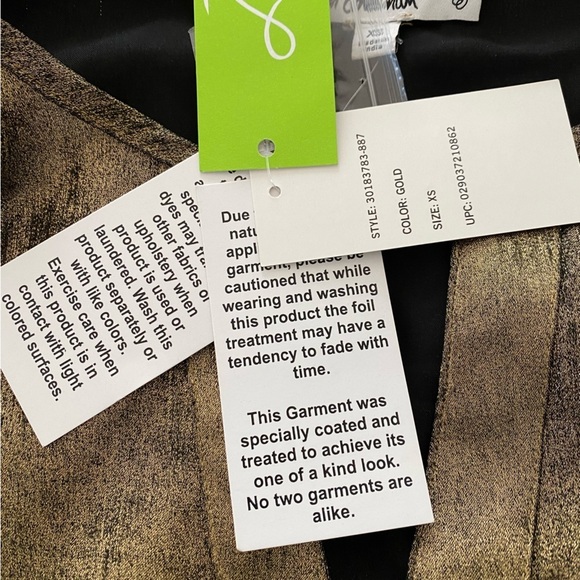 XS
STYLE: 30183783-887
COLOR: GOLD
SIZE: XS
UPC: 029037210862
dyes may
other fabrics or
upholstery when
product is used or
laundered. Wash this
product separately or
with like colors.
Exercise care when
this product is in
contact with light
colored surfaces.
Due
garment, please be
cautioned that while
wearing and washing
this product the foil
treatment may have a
tendency to fade with
time.
This Garment was
specially coated and
treated to achieve its
one of a kind look.
No two garments are
alike.